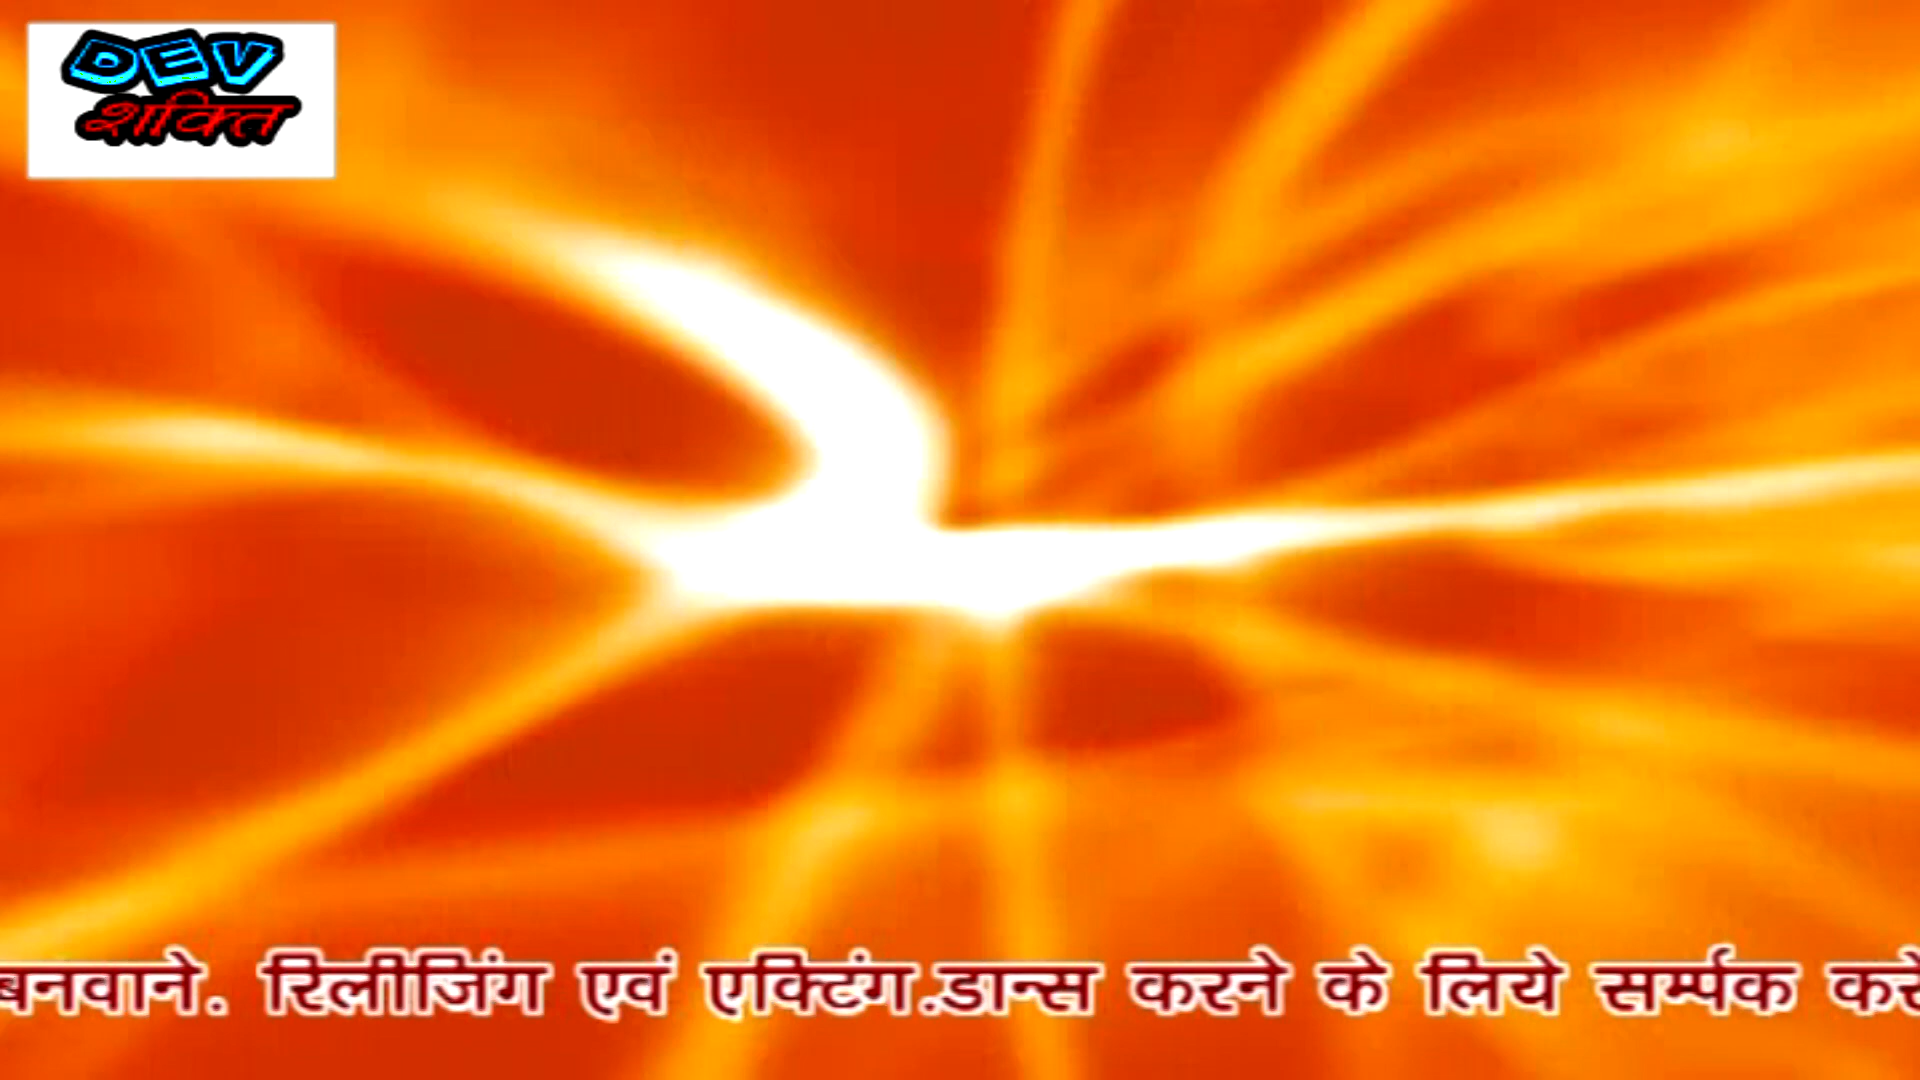 DEV
शक्ति
बनवाने. रिलीजिंग एवं एक्टिंग.डान्स करने के लिये सर्म्पक करे